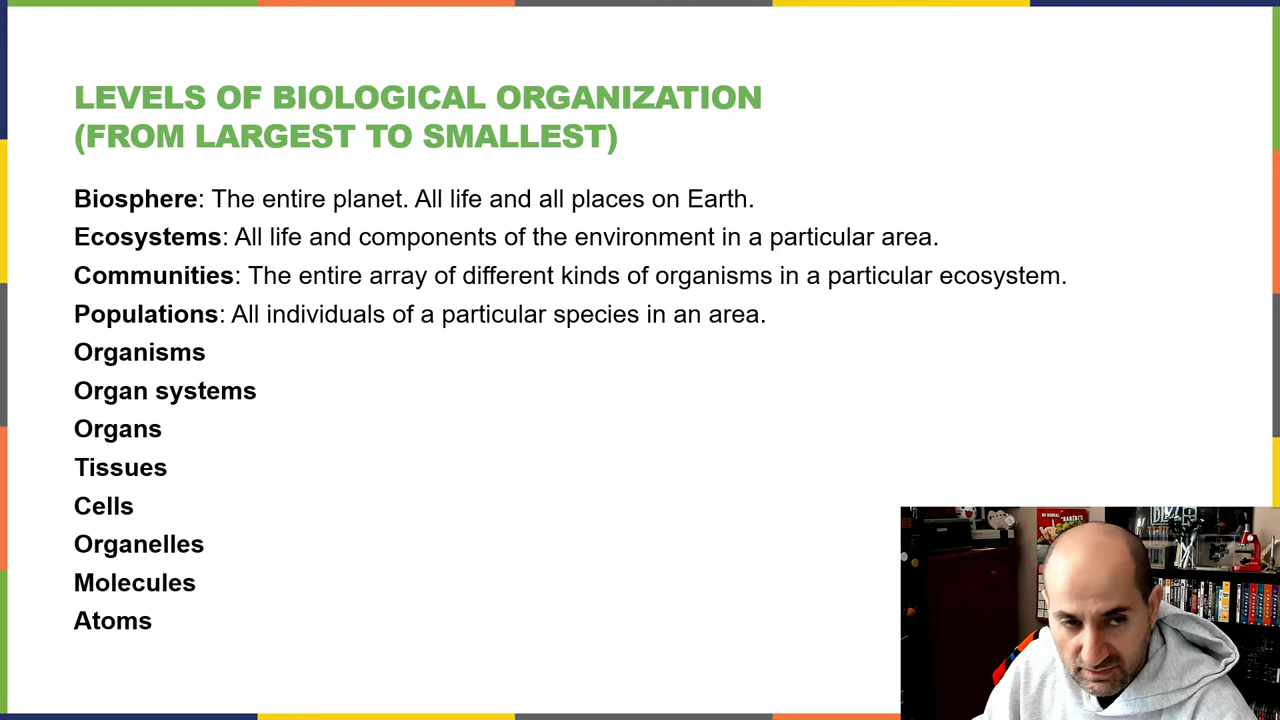 LEVELS OF BIOLOGICAL ORGANIZATION
(FROM LARGEST TO SMALLEST)
Biosphere: The entire planet. All life and all places on Earth.
Ecosystems: All life and components of the environment in a particular area.
Communities: The entire array of different kinds of organisms in a particular ecosystem.
Populations: All individuals of a particular species in an area.
Organisms
Organ systems
Organs
Tissues
Cells
Organelles
Molecules
Atoms